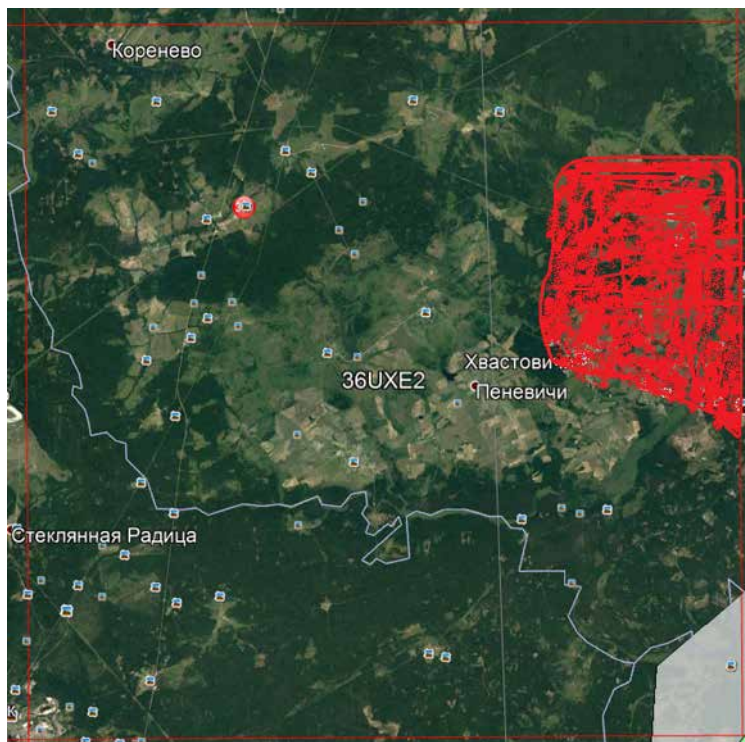 Коренево
Хвастови
36UXE2
Пеневичи
Стеклянная Радица